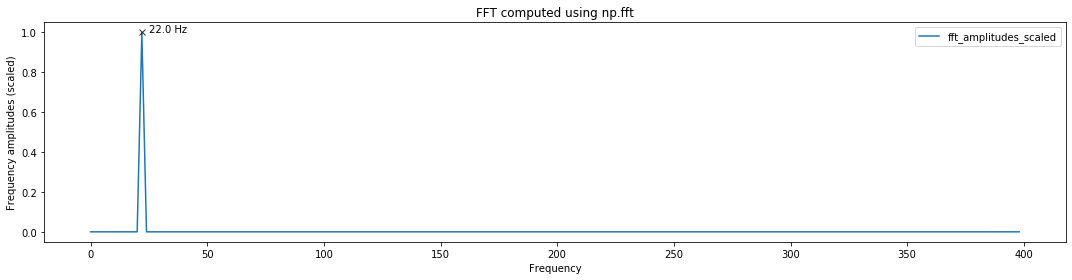 FFT computed using np.fft
22.0 Hz
fft_amplitudes_scaled
Frequency amplitudes (scaled)
1.0
0.8
0.6
0.4
0.2
0.0
0 50 100 150 200 250 300 350 400
Frequency